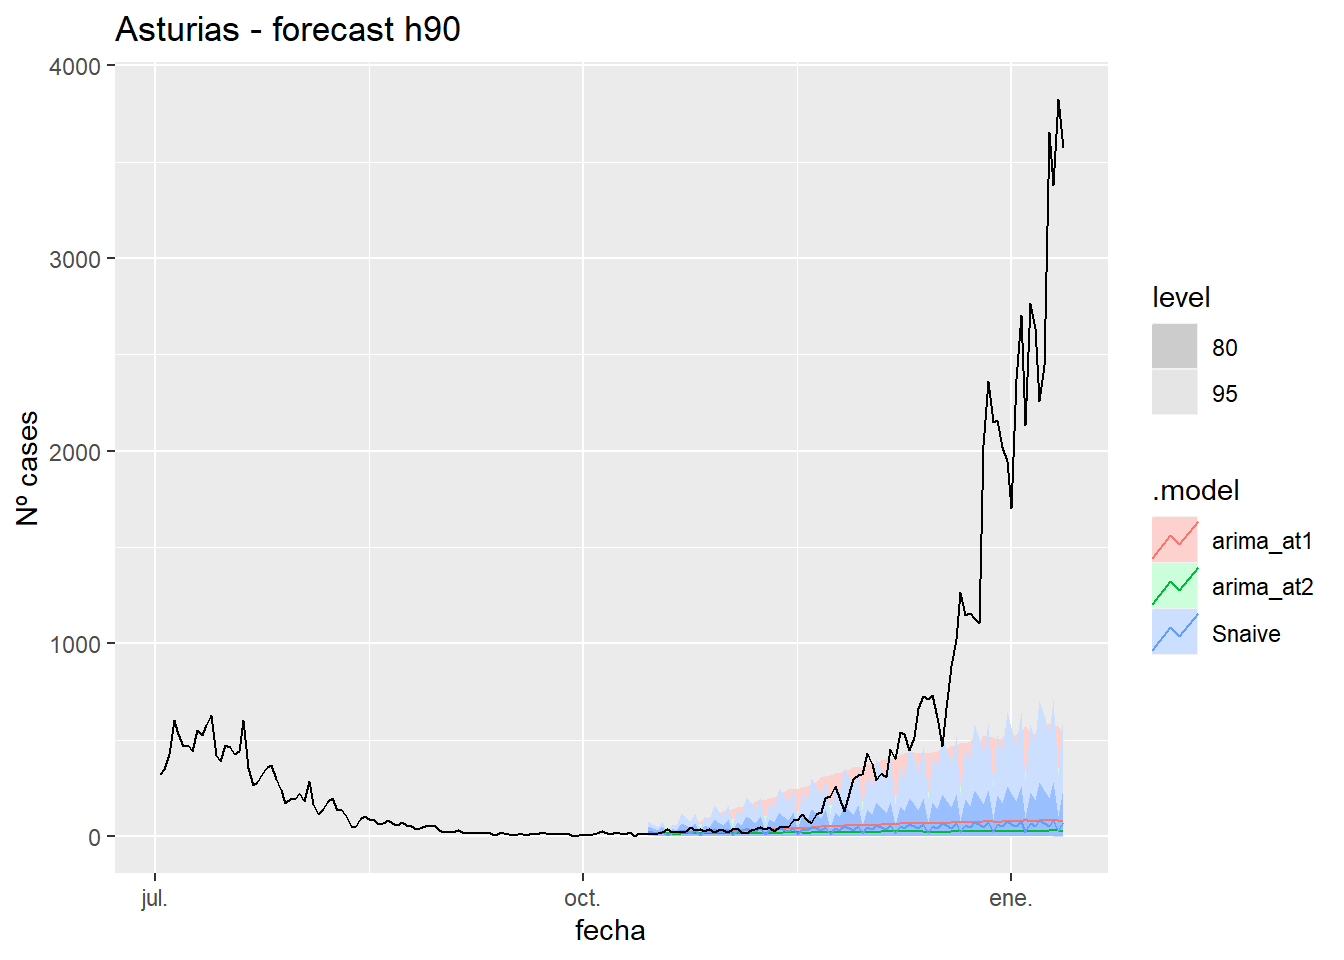 Asturias - forecast h90
4000
3000
2000
1000
0
Nº cases
jul.
oct.
ene.
fecha
level
80
95
.model
arima_at1
arima_at2
Snaive